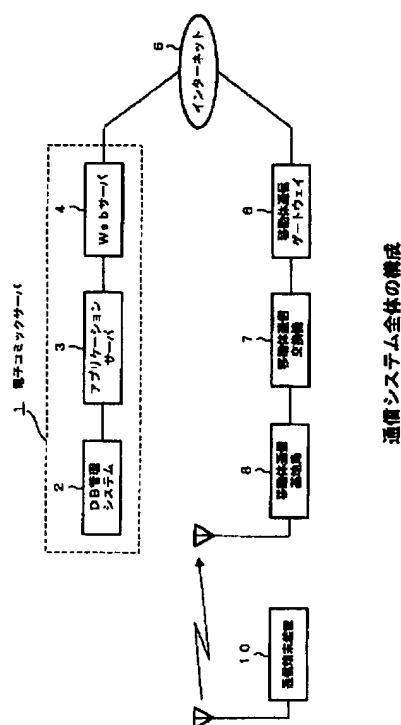 1 電子コミックサーバ
2
DB管理
システム
3
アプリケーション
サーバ
4
Webサーバ
インターネット
6
移動体通信
ゲートウェイ
7
移動体通信
交換機
8
移動体通信
基地局
10
通信端末装置
通信システム全体の構成